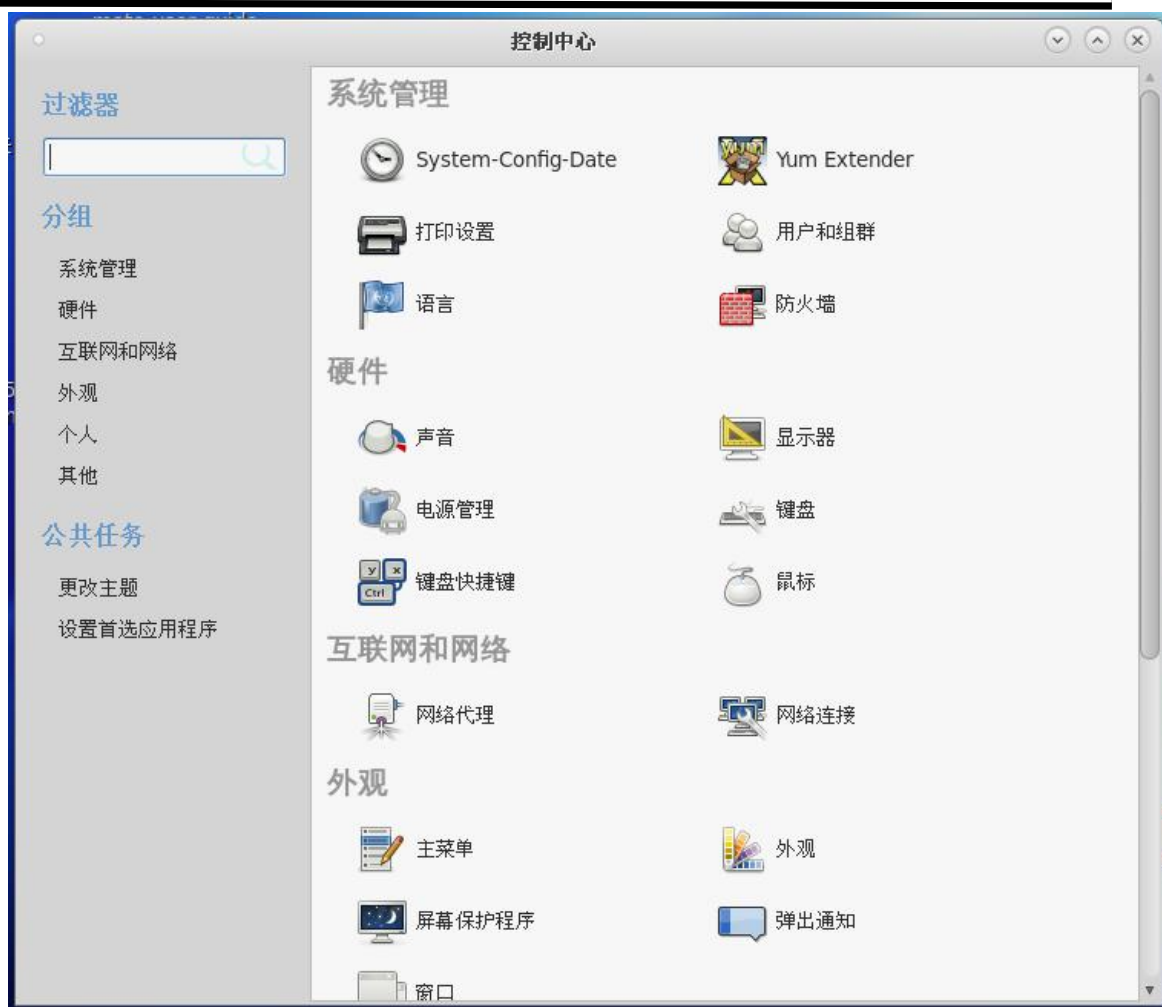 控制中心
过滤器
分组
系统管理
硬件
互联网和网络
外观
个人
其他
公共任务
更改主题
设置首选应用程序
系统管理
System-Config-Date
Yum Extender
打印设置
用户和组群
语言
防火墙
硬件
声音
显示器
电源管理
键盘
键盘快捷键
鼠标
互联网和网络
网络代理
网络连接
外观
主菜单
外观
屏幕保护程序
弹出通知
窗口